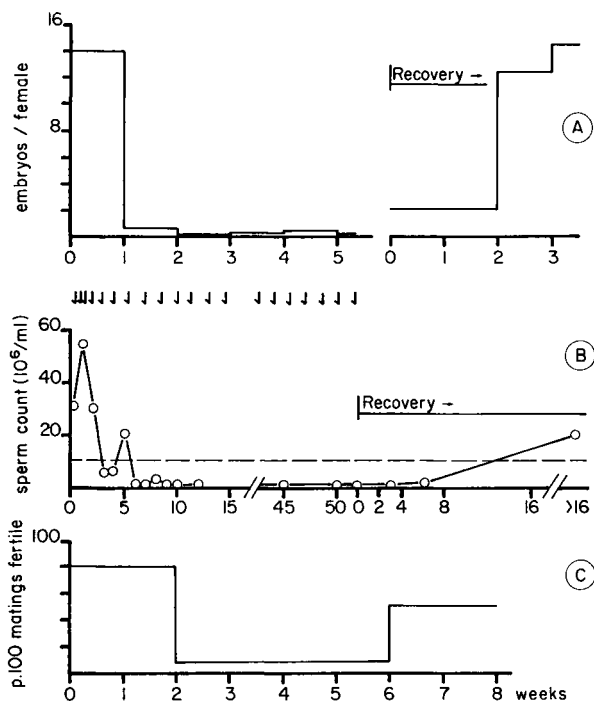 16
8
embryos / female
Recovery →
A
0 1 2 3 4 5
0 1 2 3
60
40
20
0
sperm count (10⁶/ml)
Recovery →
B
0 5 10 15 45 50 0 2 4 8 16 >16
100
p.100 matings fertile
C
0 1 2 3 4 5 6 7 8 weeks